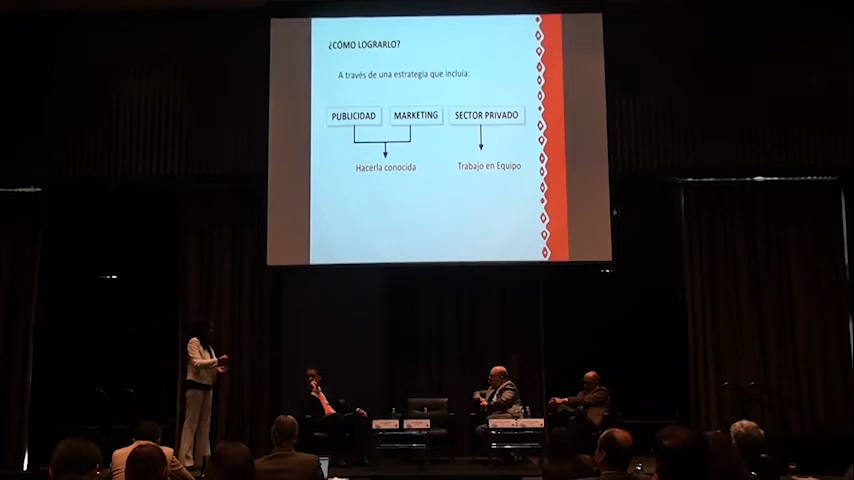 ¿CÓMO LOGRARLO?
A través de una estrategia que incluía:
PUBLICIDAD MARKETING SECTOR PRIVADO
Hacerla conocida Trabajo en Equipo